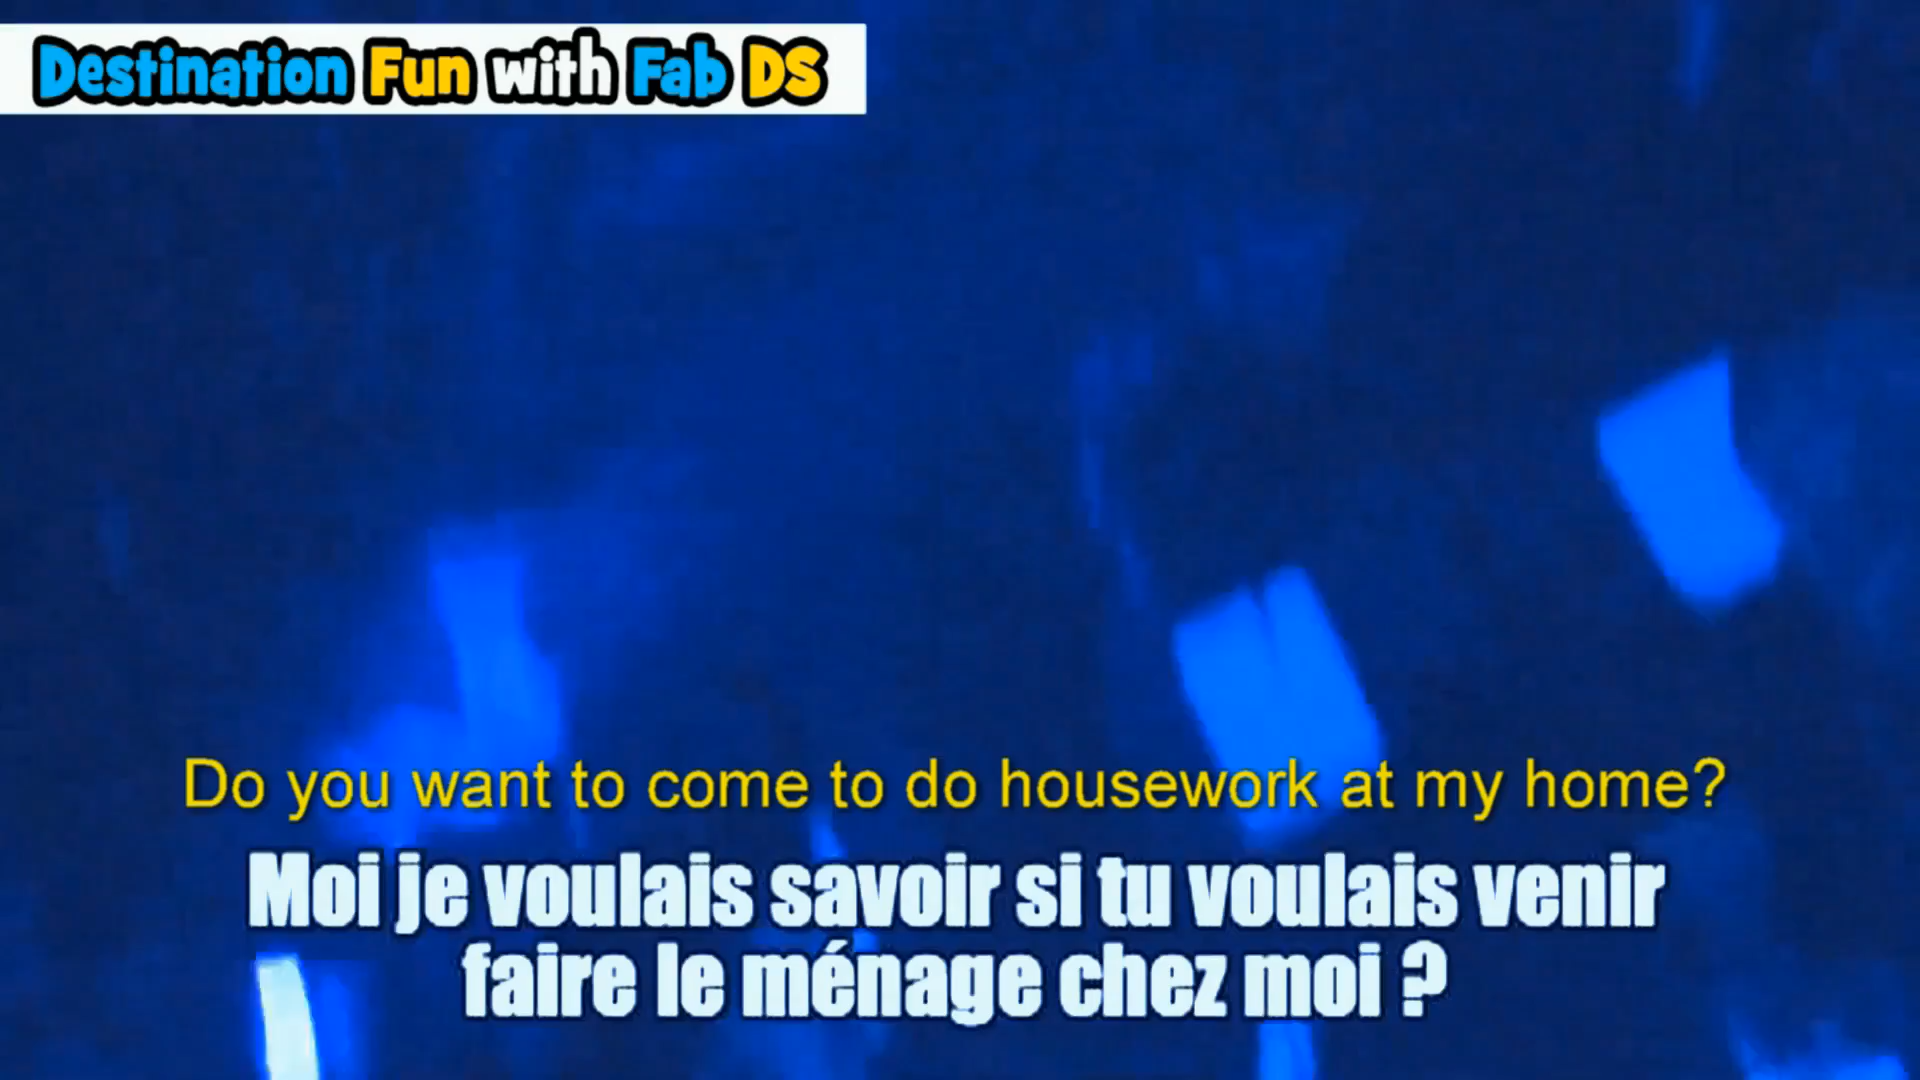 Destination Fun with Fab DS
Do you want to come to do housework at my home?
Moi je voulais savoir si tu voulais venir
faire le ménage chez moi ?